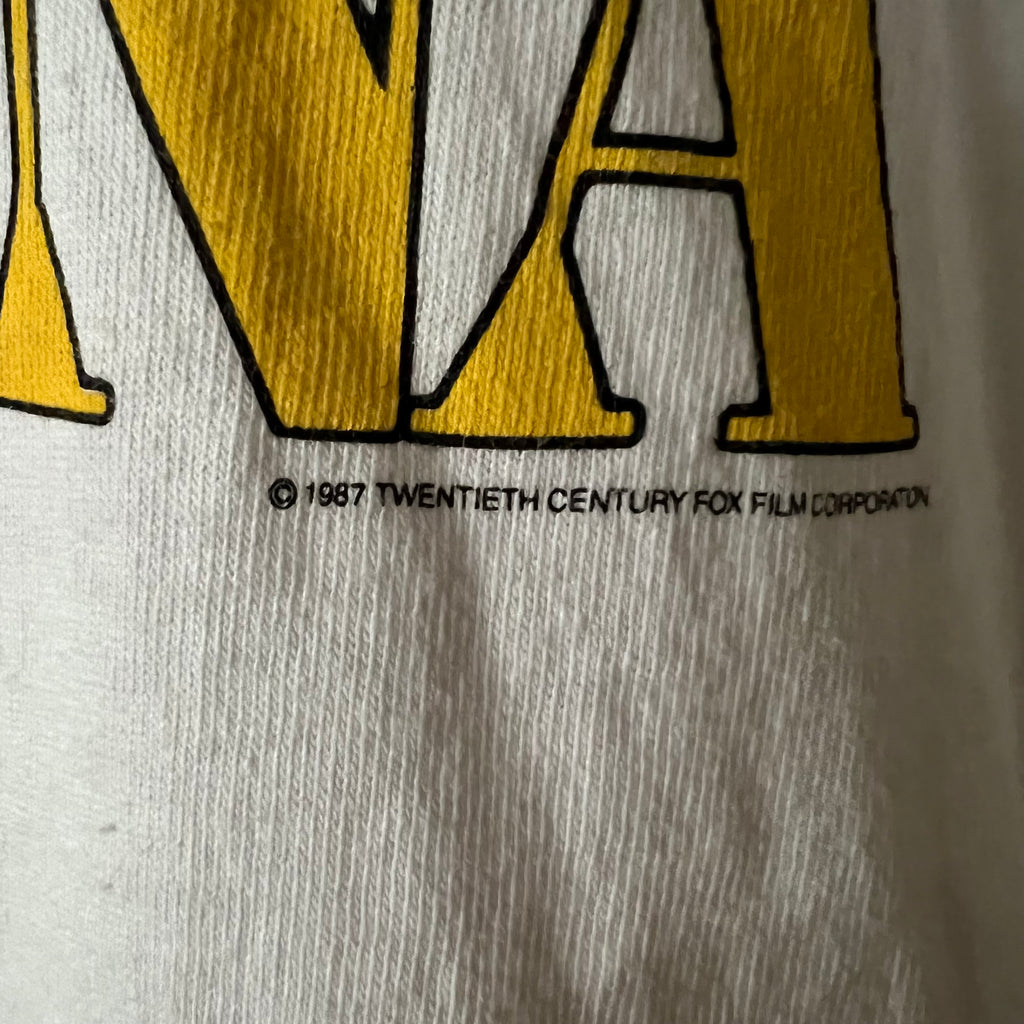 NA
© 1987 TWENTIETH CENTURY FOX FILM CORPORATION